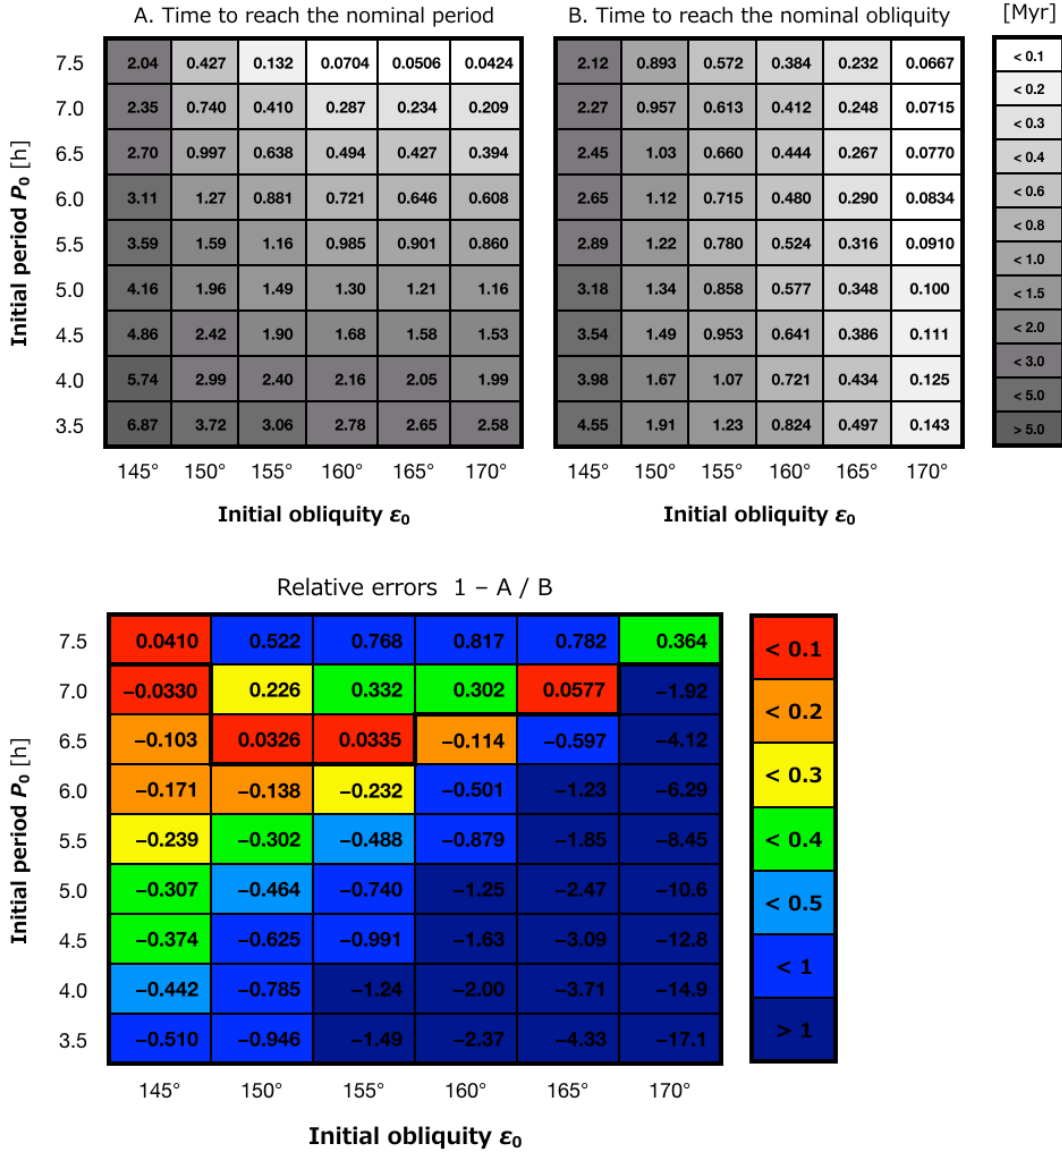 A. Time to reach the nominal period
B. Time to reach the nominal obliquity
[Myr]
Initial period P₀ [h]
7.5 2.04 0.427 0.132 0.0704 0.0506 0.0424
7.0 2.35 0.740 0.410 0.287 0.234 0.209
6.5 2.70 0.997 0.638 0.494 0.427 0.394
6.0 3.11 1.27 0.881 0.721 0.646 0.608
5.5 3.59 1.59 1.16 0.985 0.901 0.860
5.0 4.16 1.96 1.49 1.30 1.21 1.16
4.5 4.86 2.42 1.90 1.68 1.58 1.53
4.0 5.74 2.99 2.40 2.16 2.05 1.99
3.5 6.87 3.72 3.06 2.78 2.65 2.58
145° 150° 155° 160° 165° 170°
Initial obliquity ε₀
2.12 0.893 0.572 0.384 0.232 0.0667
2.27 0.957 0.613 0.412 0.248 0.0715
2.45 1.03 0.660 0.444 0.267 0.0770
2.65 1.12 0.715 0.480 0.290 0.0834
2.89 1.22 0.780 0.524 0.316 0.0910
3.18 1.34 0.858 0.577 0.348 0.100
3.54 1.49 0.953 0.641 0.386 0.111
3.98 1.67 1.07 0.721 0.434 0.125
4.55 1.91 1.23 0.824 0.497 0.143
145° 150° 155° 160° 165° 170°
Initial obliquity ε₀
< 0.1
< 0.2
< 0.3
< 0.4
< 0.6
< 0.8
< 1.0
< 1.5
< 2.0
< 3.0
< 5.0
> 5.0
Relative errors 1 – A / B
Initial period P₀ [h]
7.5 0.0410 0.522 0.768 0.817 0.782 0.364
7.0 −0.0330 0.226 0.332 0.302 0.0577 −1.92
6.5 −0.103 0.0326 0.0335 −0.114 −0.597 −4.12
6.0 −0.171 −0.138 −0.232 −0.501 −1.23 −6.29
5.5 −0.239 −0.302 −0.488 −0.879 −1.85 −8.45
5.0 −0.307 −0.464 −0.740 −1.25 −2.47 −10.6
4.5 −0.374 −0.625 −0.991 −1.63 −3.09 −12.8
4.0 −0.442 −0.785 −1.24 −2.00 −3.71 −14.9
3.5 −0.510 −0.946 −1.49 −2.37 −4.33 −17.1
145° 150° 155° 160° 165° 170°
Initial obliquity ε₀
< 0.1
< 0.2
< 0.3
< 0.4
< 0.5
< 1
> 1